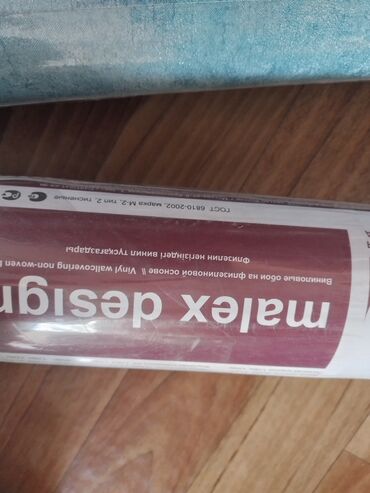 malex design
Виниловые обои на флизелиновой основе \\ Vinyl wallcovering non-woven
Флизелин негізіндегі винил тұсқағаздары
ГОСТ 6810-2002, марка М-2, тип 2, тисненые